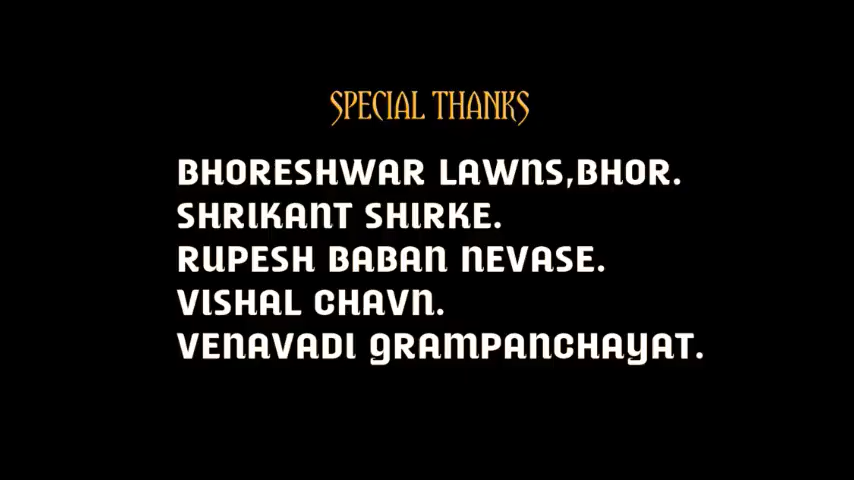 SPECIAL THANKS
BHORESHWAR LAWNS,BHOR.
SHRIKANT SHIRKE.
RUPESH BABAN NEVASE.
VISHAL CHAVN.
VENAVADI GRAMPANCHAYAT.